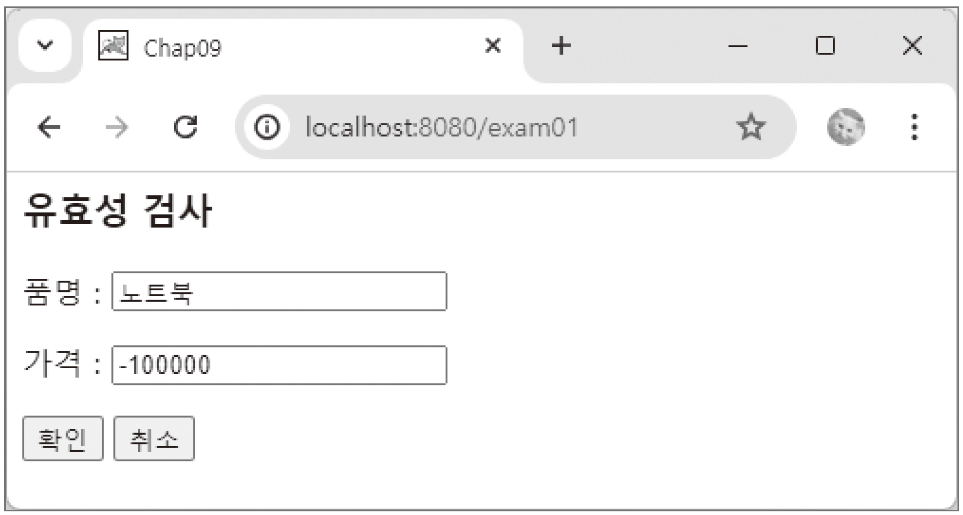 Chap09
localhost:8080/exam01
유효성 검사
품명 : 노트북
가격 : -100000
확인 취소